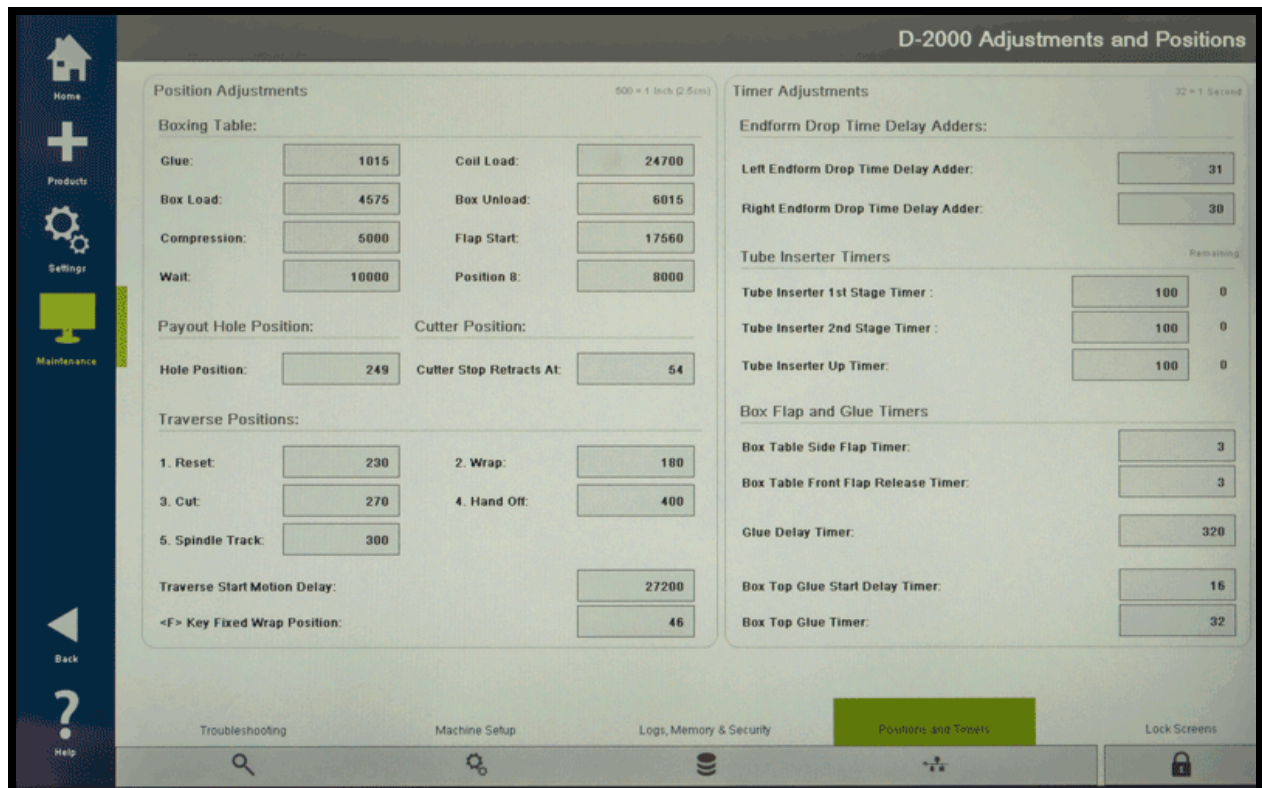 D-2000 Adjustments and Positions
Home
Products
Settings
Maintenance
Back
Help
Position Adjustments
500 = 1 Inch (2.5cm)
Boxing Table:
Glue: 1015 Coil Load: 24700
Box Load: 4575 Box Unload: 6015
Compression: 5000 Flap Start: 17560
Wait: 10000 Position 8: 8000
Payout Hole Position: Cutter Position:
Hole Position: 249 Cutter Stop Retracts At: 54
Traverse Positions:
1. Reset: 230 2. Wrap: 180
3. Cut: 270 4. Hand Off: 400
5. Spindle Track: 300
Traverse Start Motion Delay: 27200
<F> Key Fixed Wrap Position: 46
Timer Adjustments
32 = 1 Second
Endform Drop Time Delay Adders:
Left Endform Drop Time Delay Adder: 31
Right Endform Drop Time Delay Adder: 30
Tube Inserter Timers Remaining
Tube Inserter 1st Stage Timer : 100 0
Tube Inserter 2nd Stage Timer : 100 0
Tube Inserter Up Timer: 100 0
Box Flap and Glue Timers
Box Table Side Flap Timer: 3
Box Table Front Flap Release Timer: 3
Glue Delay Timer: 320
Box Top Glue Start Delay Timer: 16
Box Top Glue Timer: 32
Troubleshooting Machine Setup Logs, Memory & Security Positions and Timers Lock Screens